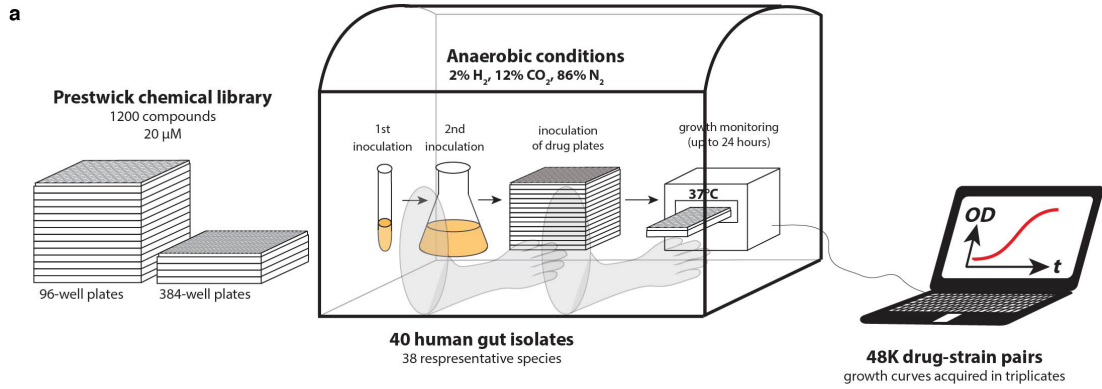 a
Prestwick chemical library
1200 compounds
20 µM
96-well plates
384-well plates
Anaerobic conditions
2% H₂, 12% CO₂, 86% N₂
1st
inoculation
2nd
inoculation
inoculation
of drug plates
growth monitoring
(up to 24 hours)
37°C
40 human gut isolates
38 respresentative species
OD
t
48K drug-strain pairs
growth curves acquired in triplicates